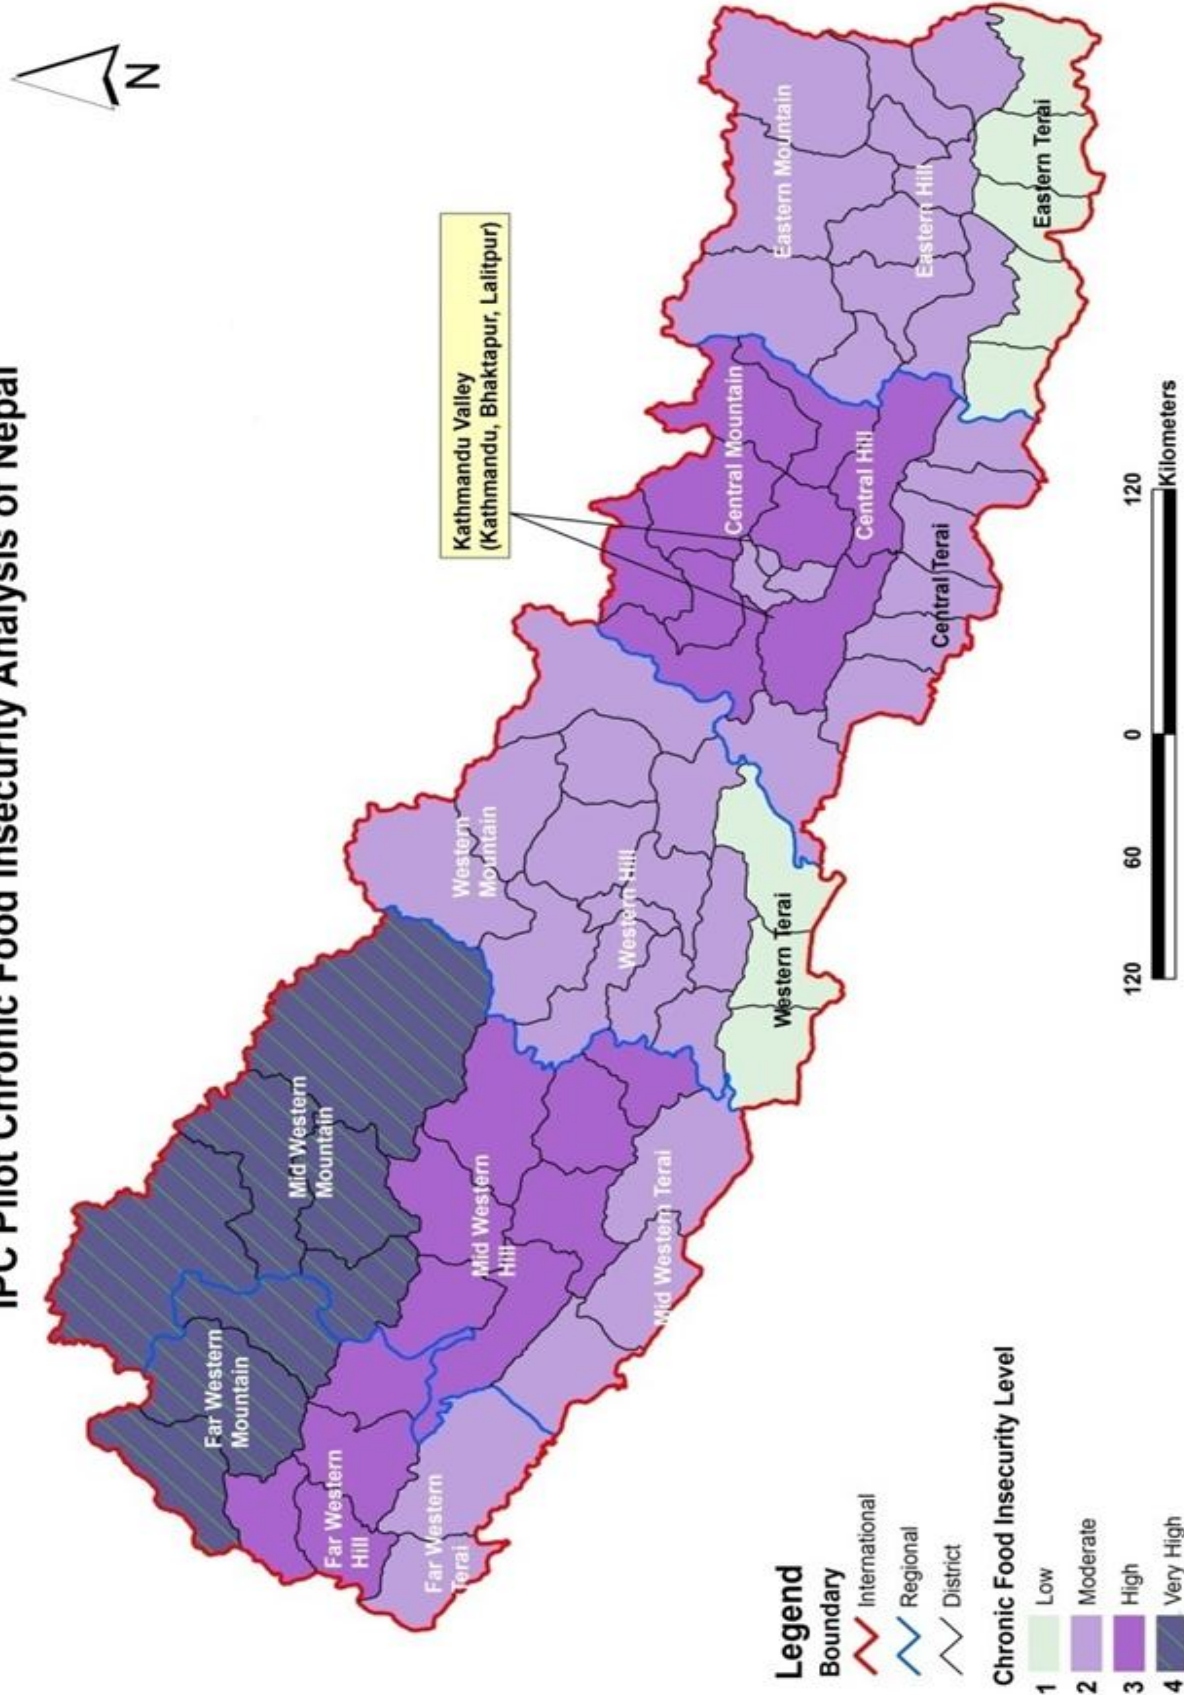 IPC Pilot Chronic Food Insecurity Analysis of Nepal
N
Kathmandu Valley
(Kathmandu, Bhaktapur, Lalitpur)
Far Western
Mountain
Mid Western
Mountain
Western
Mountain
Central Mountain
Eastern Mountain
Far Western
Hill
Mid Western
Hill
Western Hill
Central Hill
Eastern Hill
Far Western
Terai
Mid Western Terai
Western Terai
Central Terai
Eastern Terai
Legend
Boundary
International
Regional
District
Chronic Food Insecurity Level
1 Low
2 Moderate
3 High
4 Very High
120 60 0 120
Kilometers